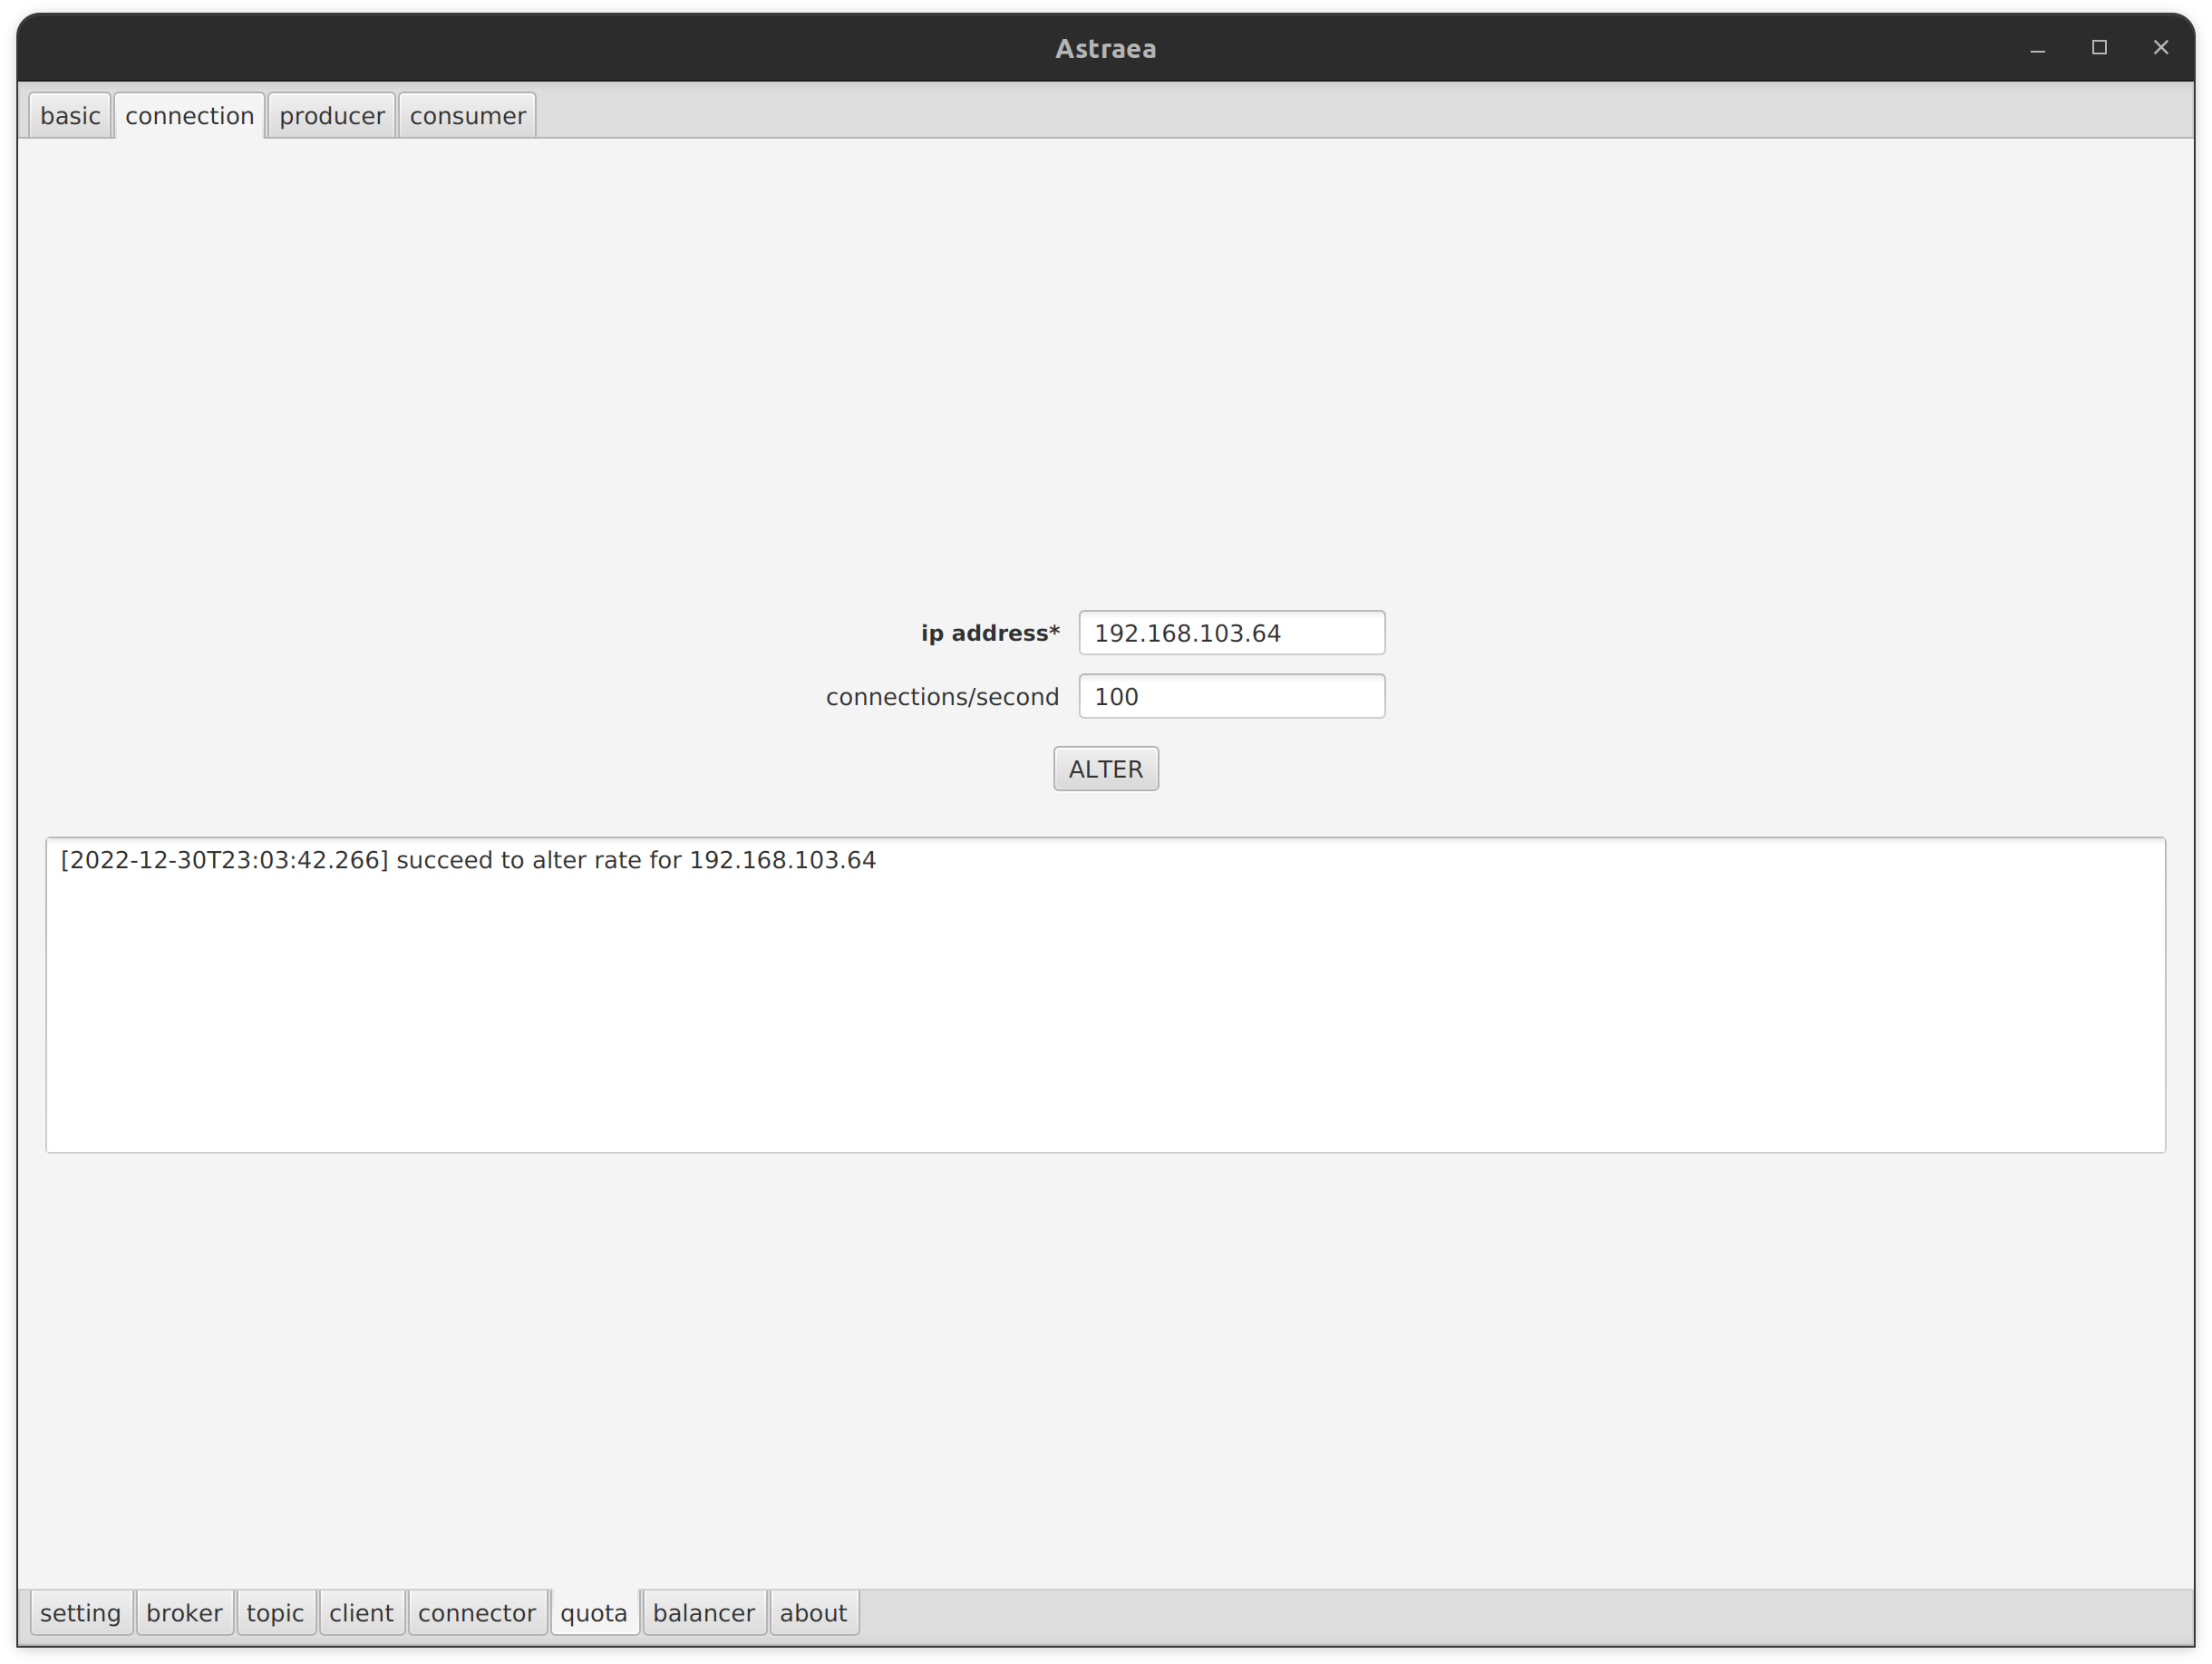 Astraea
basic connection producer consumer
ip address* 192.168.103.64
connections/second 100
ALTER
[2022-12-30T23:03:42.266] succeed to alter rate for 192.168.103.64
setting broker topic client connector quota balancer about